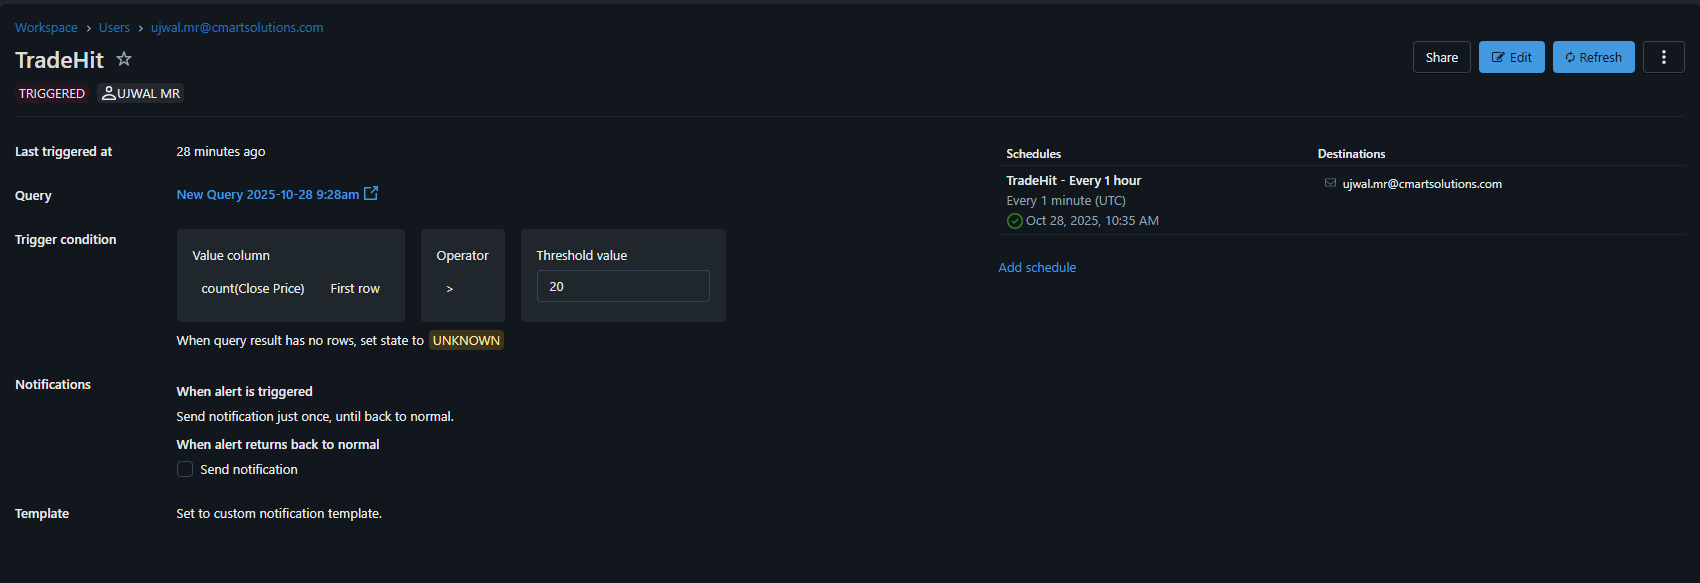 Workspace > Users > ujwal.mr@cmartsolutions.com
TradeHit
Share
Edit
Refresh
TRIGGERED UJWAL MR
Last triggered at 28 minutes ago
Query New Query 2025-10-28 9:28am
Trigger condition
Value column
count(Close Price) First row
Operator
>
Threshold value
20
When query result has no rows, set state to UNKNOWN
Notifications
When alert is triggered
Send notification just once, until back to normal.
When alert returns back to normal
Send notification
Template Set to custom notification template.
Schedules Destinations
TradeHit - Every 1 hour ujwal.mr@cmartsolutions.com
Every 1 minute (UTC)
Oct 28, 2025, 10:35 AM
Add schedule